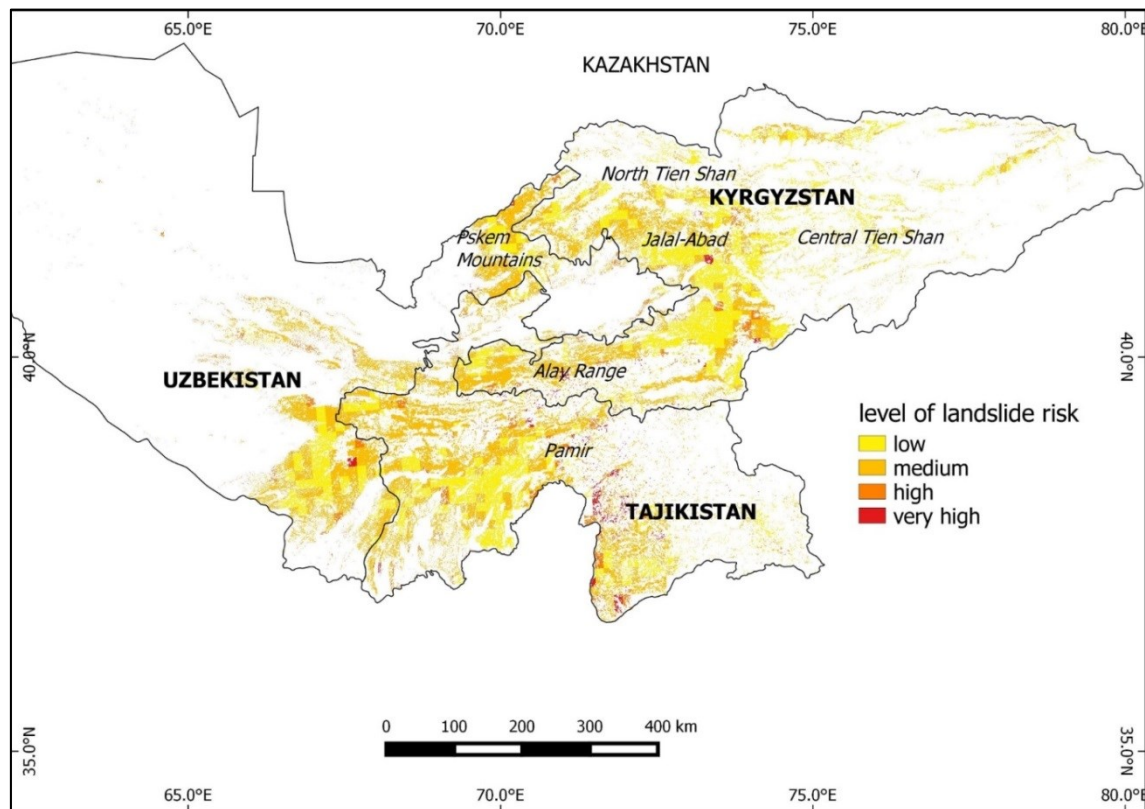 65.0°E 70.0°E 75.0°E 80.0°E
KAZAKHSTAN
North Tien Shan
KYRGYZSTAN
Pskem
Mountains
Jalal-Abad
Central Tien Shan
40.0°N
40.0°N
UZBEKISTAN
Alay Range
level of landslide risk
low
medium
high
very high
Pamir
TAJIKISTAN
0 100 200 300 400 km
35.0°N
35.0°N
65.0°E 70.0°E 75.0°E 80.0°E